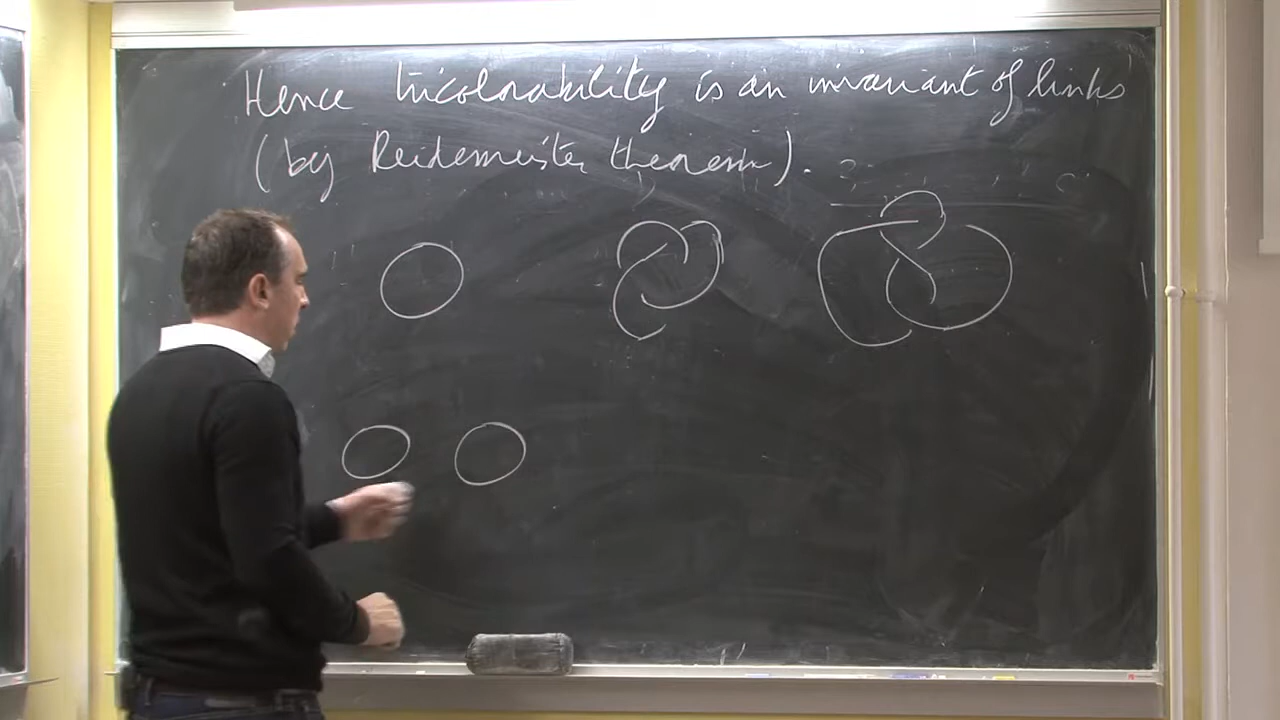 Hence tricolorability is an invariant of links
(by Reidemeister theorem).